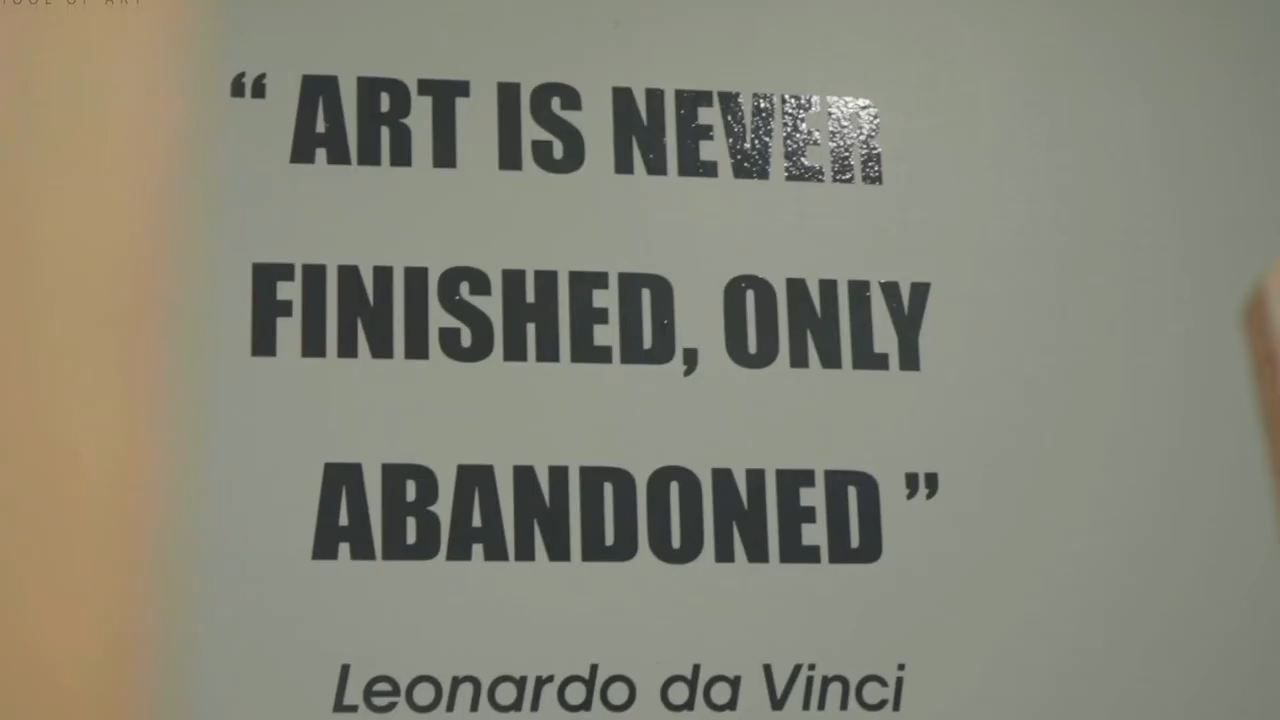 “ ART IS NEVER
FINISHED, ONLY
ABANDONED ”
Leonardo da Vinci